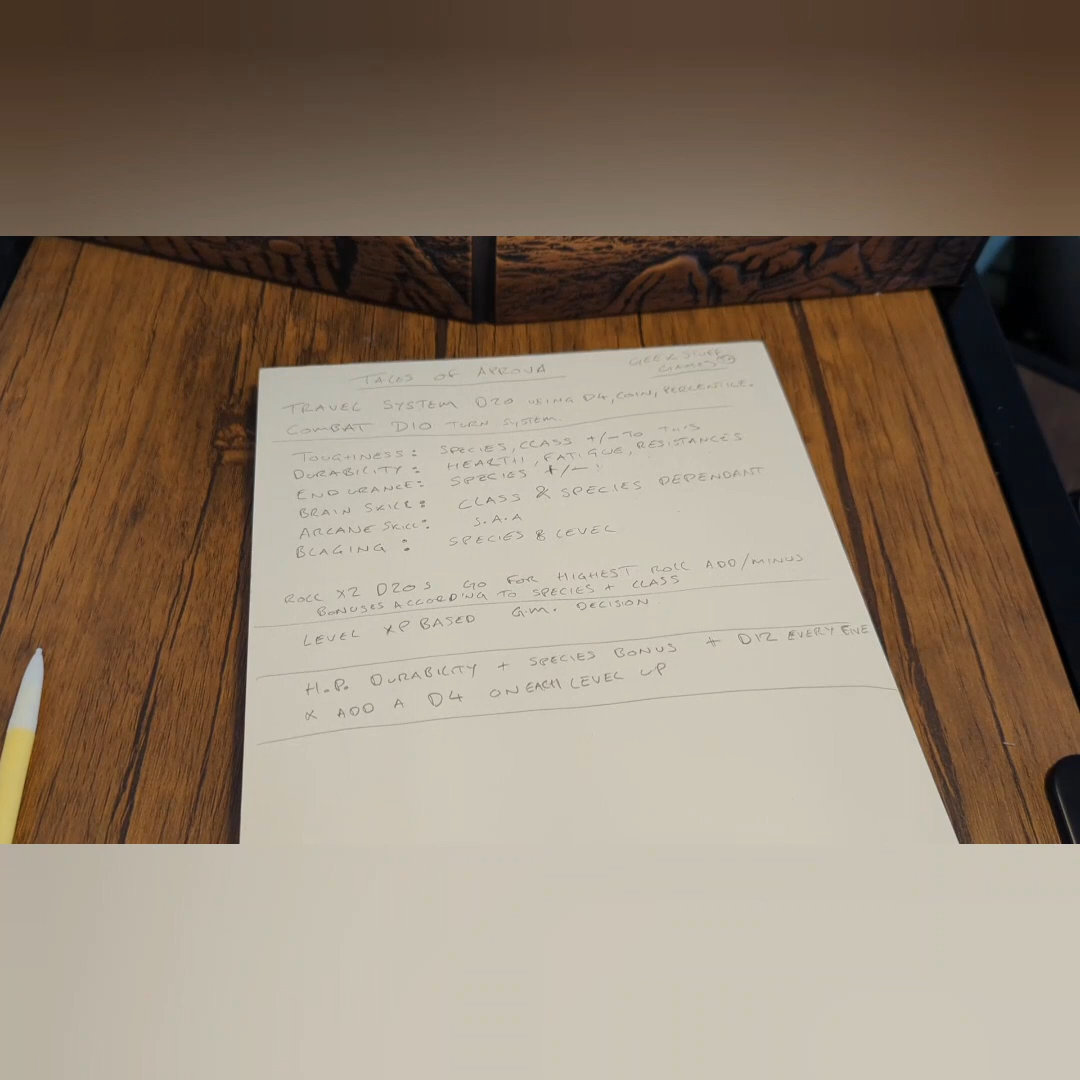 TALES OF ARROVA
GEEK STUFF
GAMES
TRAVEL SYSTEM D20 USING D4, COIN, PERCENTILE.
COMBAT D10 TURN SYSTEM.
TOUGHNESS: SPECIES, CLASS +/- TO THIS
DURABILITY: HEALTH, FATIGUE, RESISTANCES
ENDURANCE: SPECIES +/- !
BRAIN SKILL: CLASS & SPECIES DEPENDANT
ARCANE SKILL: S.A.A
BLAGING: SPECIES & LEVEL
ROLL X2 D20S GO FOR HIGHEST ROLL ADD/MINUS
BONUSES ACCORDING TO SPECIES + CLASS
LEVEL XP BASED G.M. DECISION
H.P. DURABILITY + SPECIES BONUS + D12 EVERY FIVE
& ADD A D4 ON EACH LEVEL UP